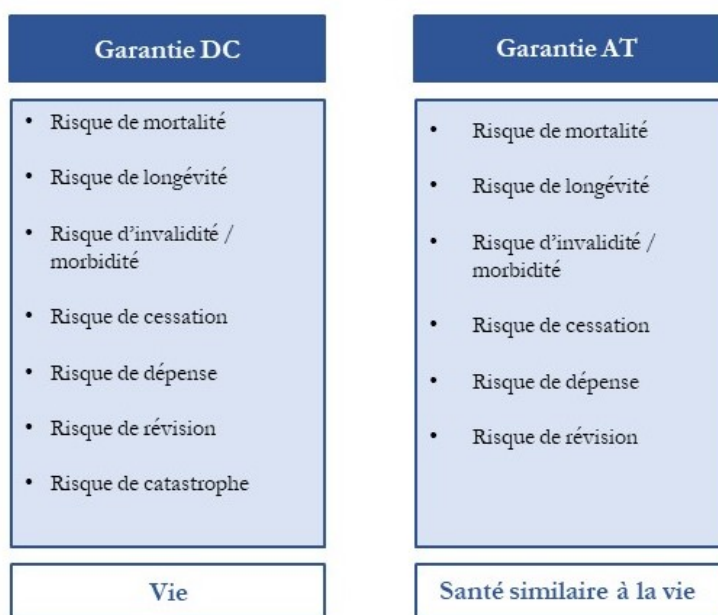 Garantie DC
• Risque de mortalité
• Risque de longévité
• Risque d'invalidité /
morbidité
• Risque de cessation
• Risque de dépense
• Risque de révision
• Risque de catastrophe
Vie
Garantie AT
• Risque de mortalité
• Risque de longévité
• Risque d'invalidité /
morbidité
• Risque de cessation
• Risque de dépense
• Risque de révision
Santé similaire à la vie